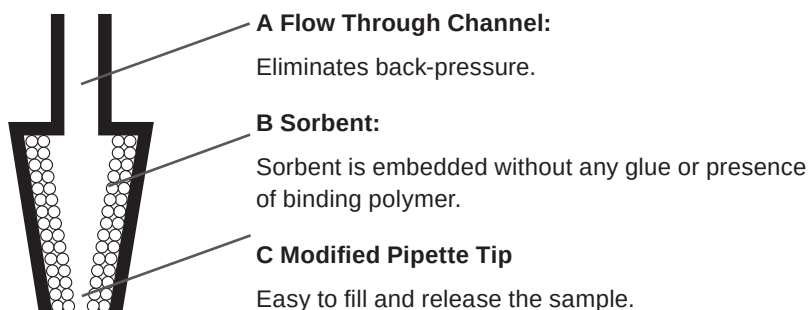 A Flow Through Channel:
Eliminates back-pressure.
B Sorbent:
Sorbent is embedded without any glue or presence
of binding polymer.
C Modified Pipette Tip
Easy to fill and release the sample.